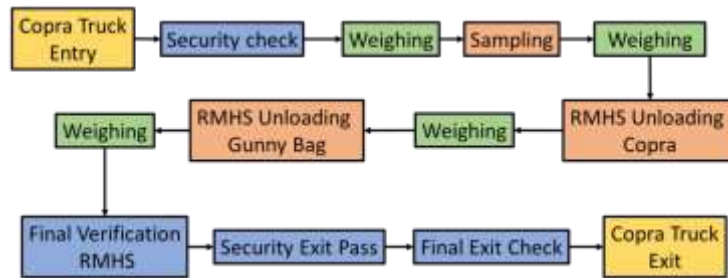 Copra Truck
Entry
Security check
Weighing
Sampling
Weighing
RMHS Unloading
Copra
Weighing
RMHS Unloading
Gunny Bag
Weighing
Final Verification
RMHS
Security Exit Pass
Final Exit Check
Copra Truck
Exit